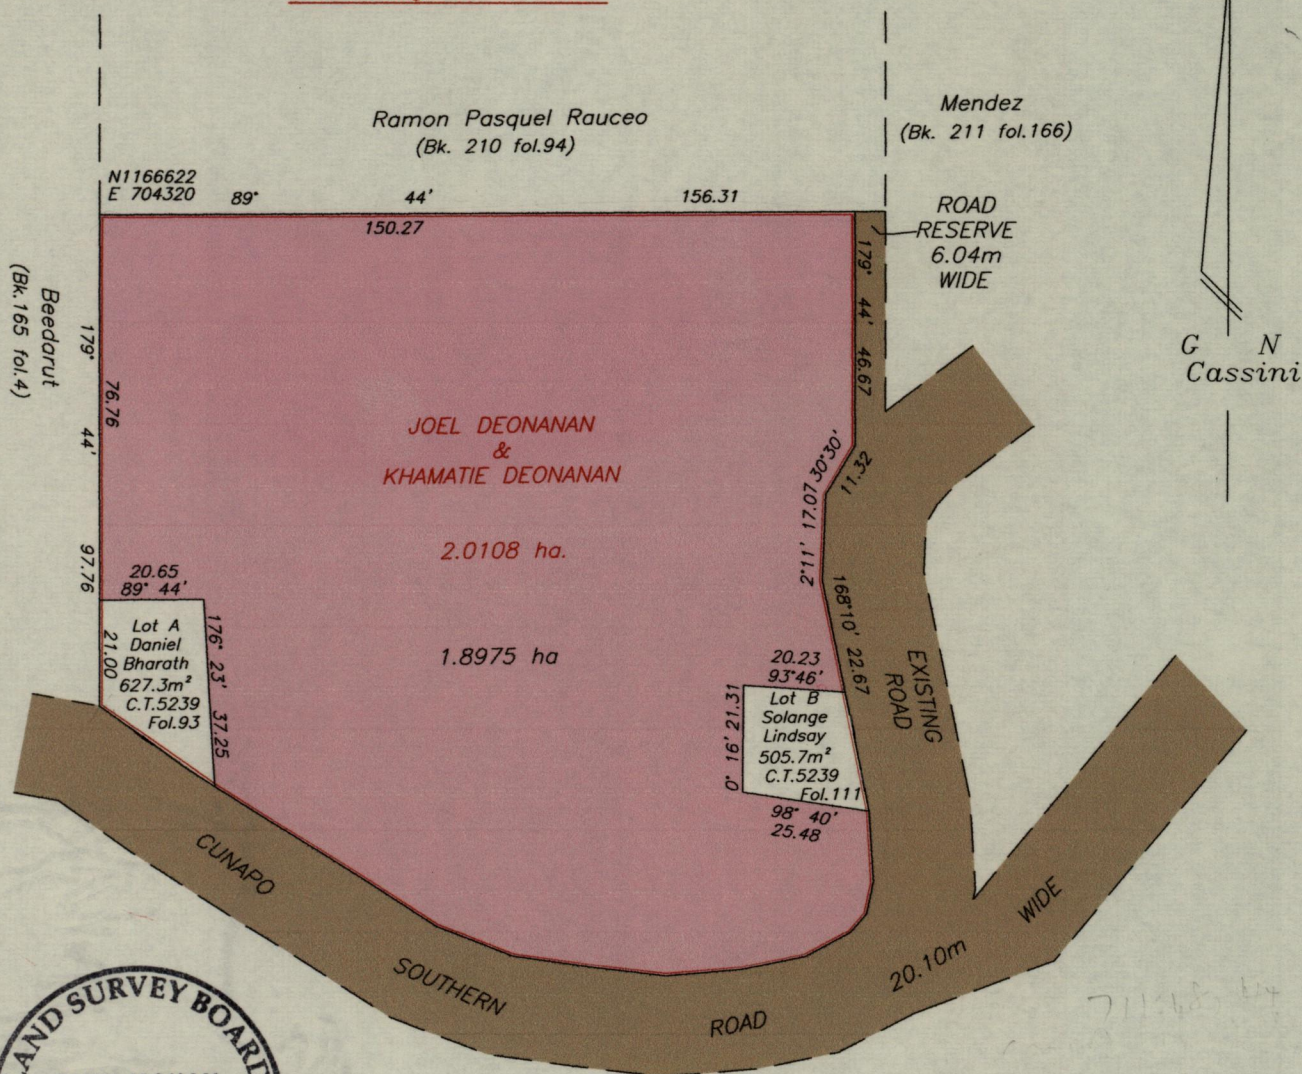 Ramon Pasquel Rauceo
(Bk. 210 fol.94)
Mendez
(Bk. 211 fol.166)
N1166622
E 704320
89° 44' 156.31
150.27
ROAD
RESERVE
6.04m
WIDE
G N
Cassini
Beedarut
(Bk.165 fol.4)
179° 44' 97.76
76.76
179° 44' 46.67
JOEL DEONANAN
&
KHAMATIE DEONANAN
2.0108 ha.
1.8975 ha
30°30'
11.32
2°11' 17.07
168°10' 22.67
EXISTING
ROAD
20.65
89° 44'
21.00
Lot A
Daniel
Bharath
627.3m²
C.T.5239
Fol.93
176° 23' 37.25
20.23
93°46'
0° 16' 21.31
Lot B
Solange
Lindsay
505.7m²
C.T.5239
Fol.111
98° 40'
25.48
CUNAPO SOUTHERN ROAD 20.10m WIDE
LAND SURVEY BOARD